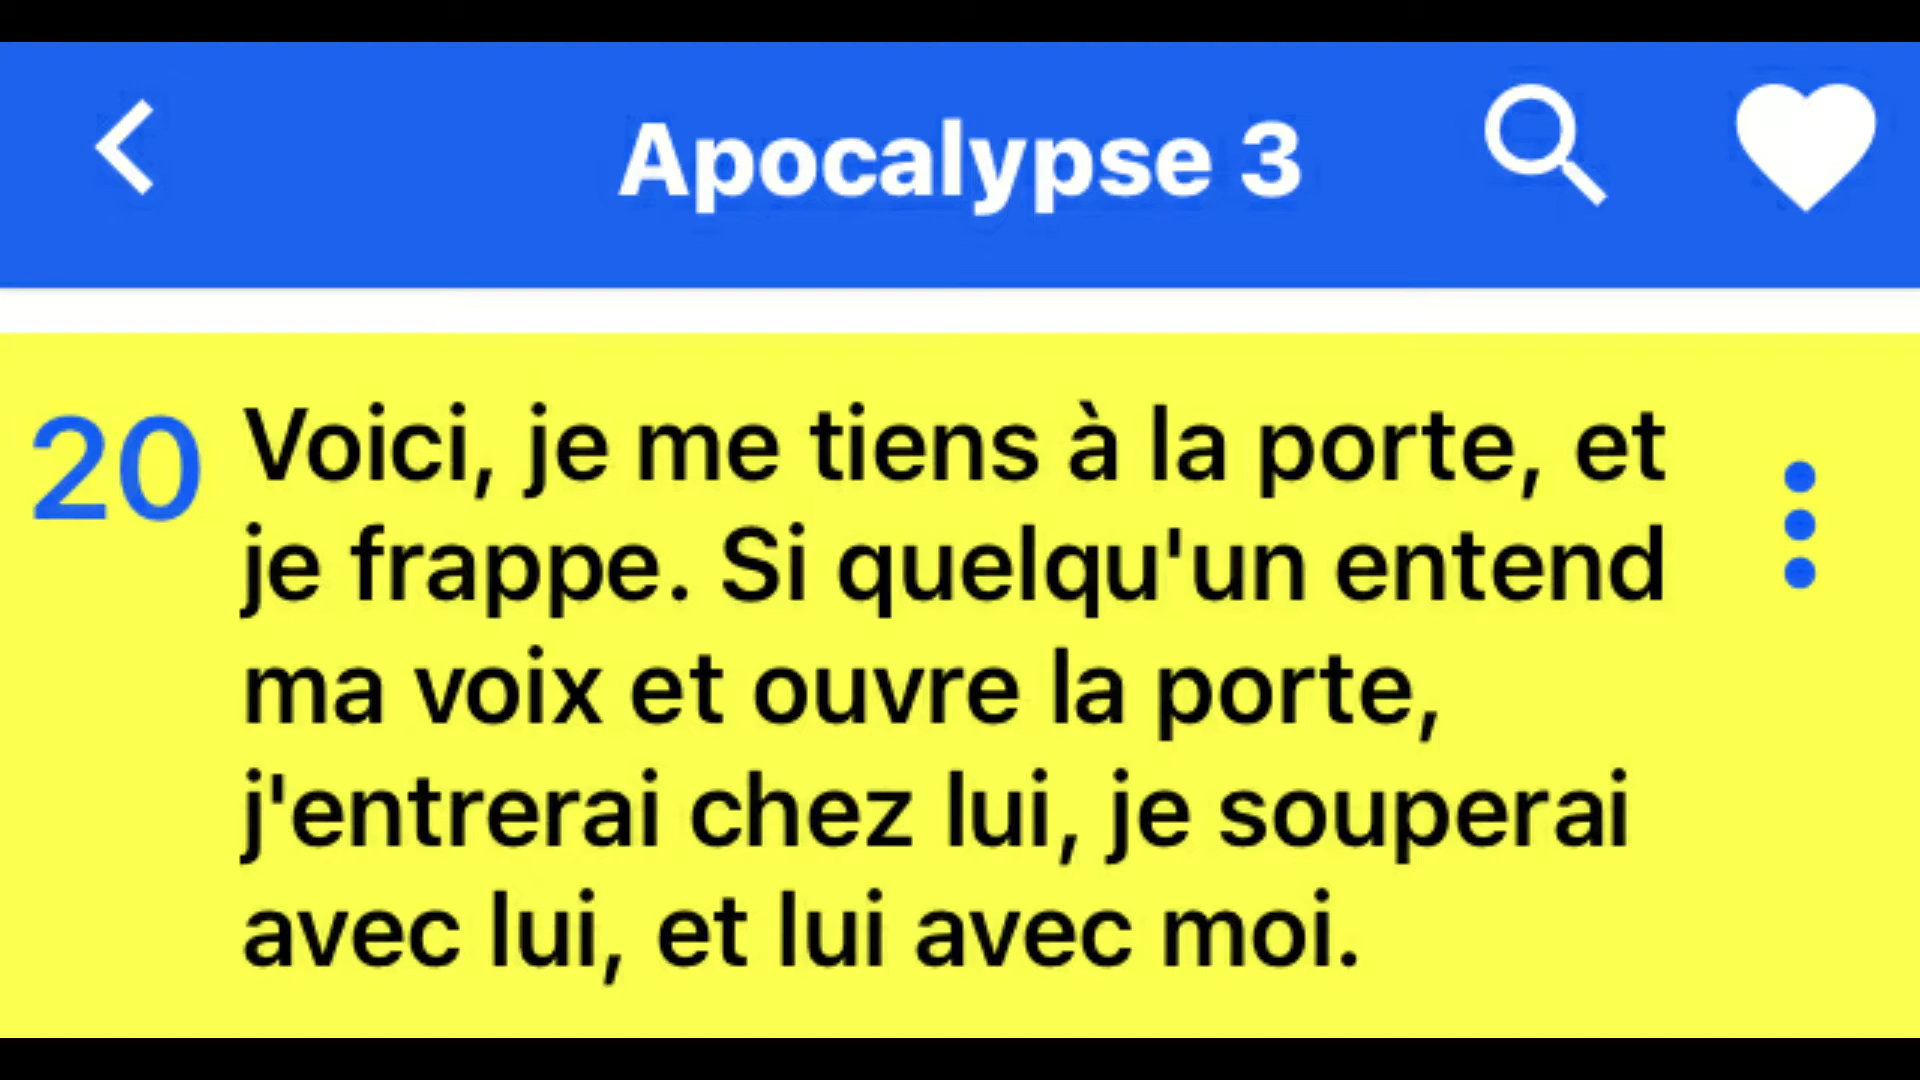 Apocalypse 3
20 Voici, je me tiens à la porte, et
je frappe. Si quelqu'un entend
ma voix et ouvre la porte,
j'entrerai chez lui, je souperai
avec lui, et lui avec moi.